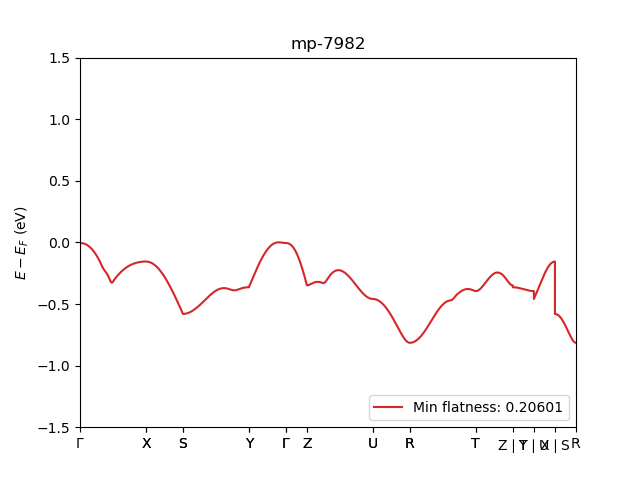 mp-7982
1.5
1.0
0.5
0.0
−0.5
−1.0
−1.5
E − E_F (eV)
Min flatness: 0.20601
Γ X S Y Γ Z U R T Z | Y | X | S R